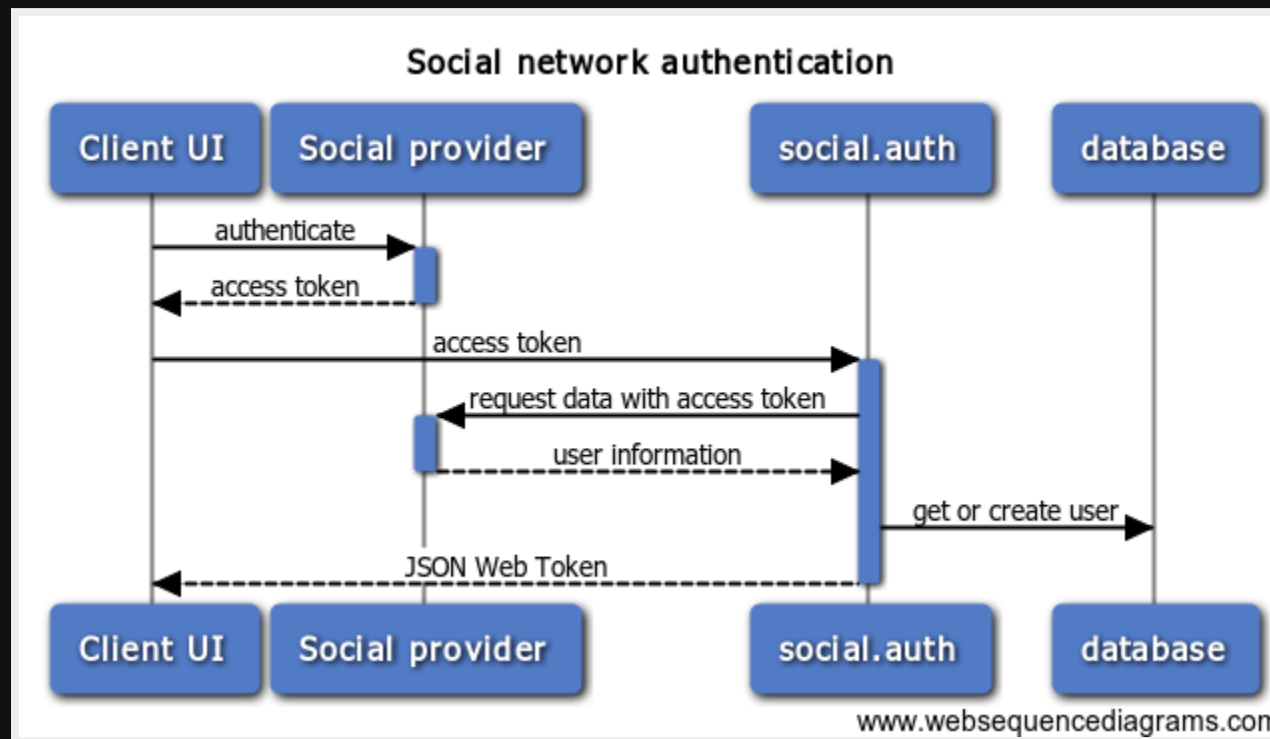 Social network authentication
Client UI Social provider social.auth database
authenticate
access token
access token
request data with access token
user information
get or create user
JSON Web Token
Client UI Social provider social.auth database
www.websequencediagrams.com